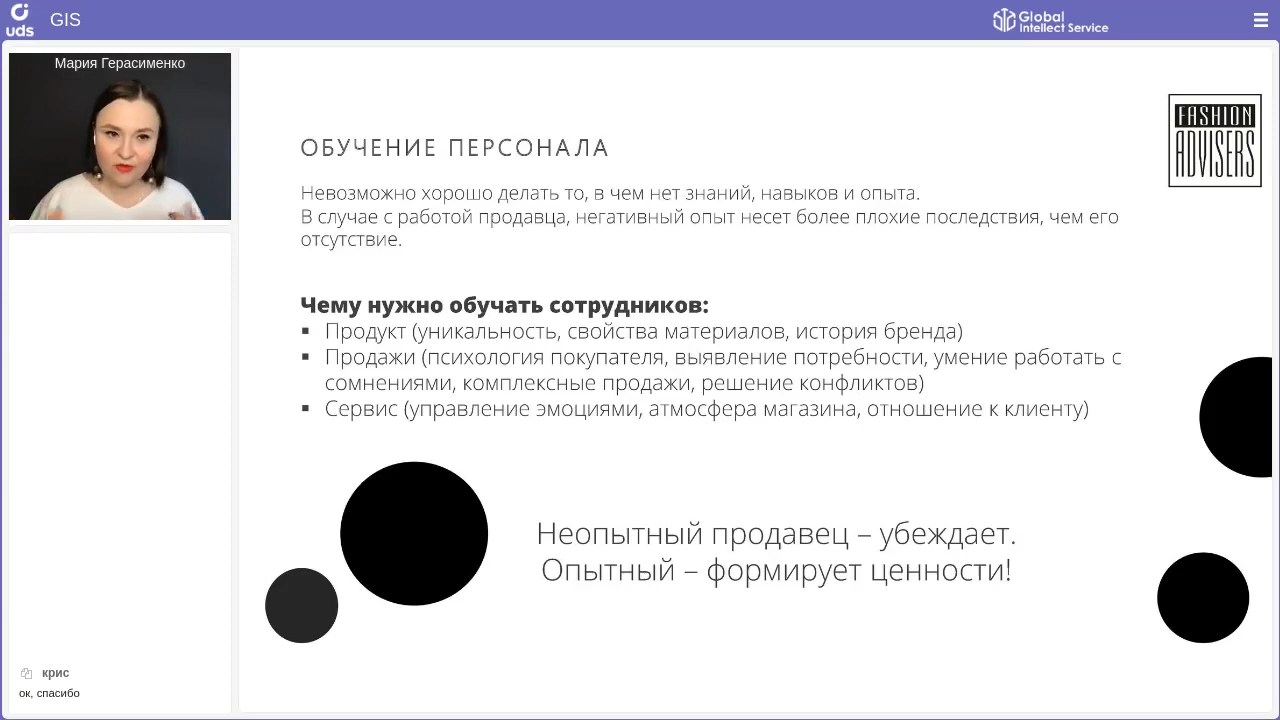 uds
GIS
Global
Intellect Service
Мария Герасименко
FASHION
ADVISERS
ОБУЧЕНИЕ ПЕРСОНАЛА
Невозможно хорошо делать то, в чем нет знаний, навыков и опыта.
В случае с работой продавца, негативный опыт несет более плохие последствия, чем его
отсутствие.
Чему нужно обучать сотрудников:
▪ Продукт (уникальность, свойства материалов, история бренда)
▪ Продажи (психология покупателя, выявление потребности, умение работать с
сомнениями, комплексные продажи, решение конфликтов)
▪ Сервис (управление эмоциями, атмосфера магазина, отношение к клиенту)
Неопытный продавец – убеждает.
Опытный – формирует ценности!
крис
ок, спасибо